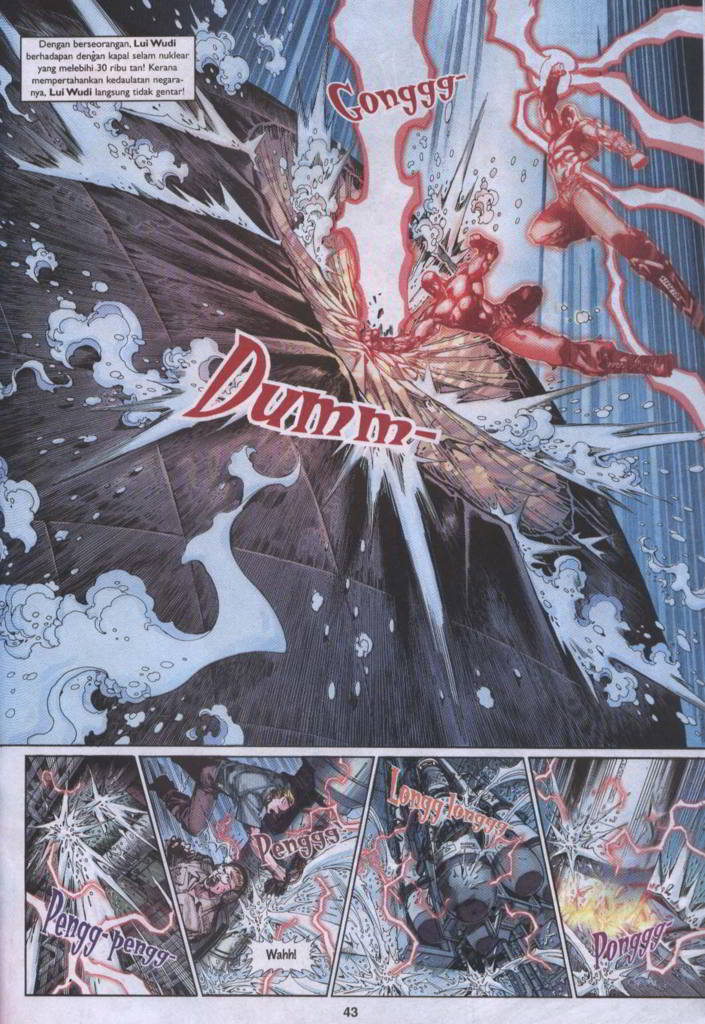 Dengan berseorangan, Lui Wudi
berhadapan dengan kapal selam nuklear
yang melebihi 30 ribu tan! Kerana
mempertahankan kedaulatan negara-
nya, Lui Wudi langsung tidak gentar!
Gonggg-
Dumm-
Pengg-pengg-
Penggg-
Wahh!
Longg-longgg-
Ponggg-
43